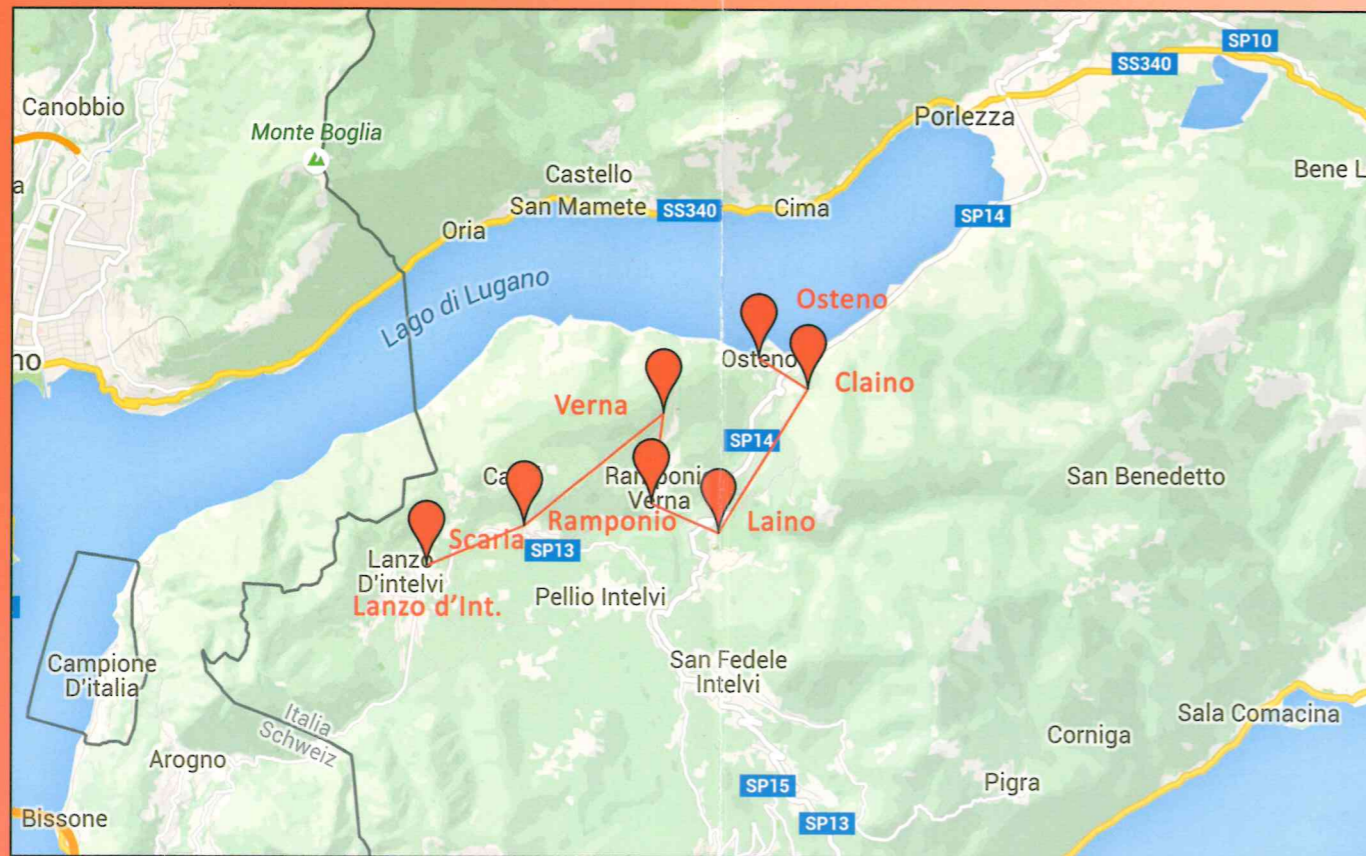 SP10
SS340
Canobbio
Porlezza
Monte Boglia
Castello
San Mamete
SS340
Cima
Bene L
a
SP14
Oria
Lago di Lugano
Osteno
no
Osteno
Claino
Verna
SP14
Ramponi
Verna
San Benedetto
Ca
Ramponio
Laino
Scaria
SP13
Lanzo
D'intelvi
Lanzo d'Int.
Pellio Intelvi
Campione
D'italia
San Fedele
Intelvi
Italia
Schweiz
Sala Comacina
Corniga
Arogno
Pigra
SP15
SP13
Bissone